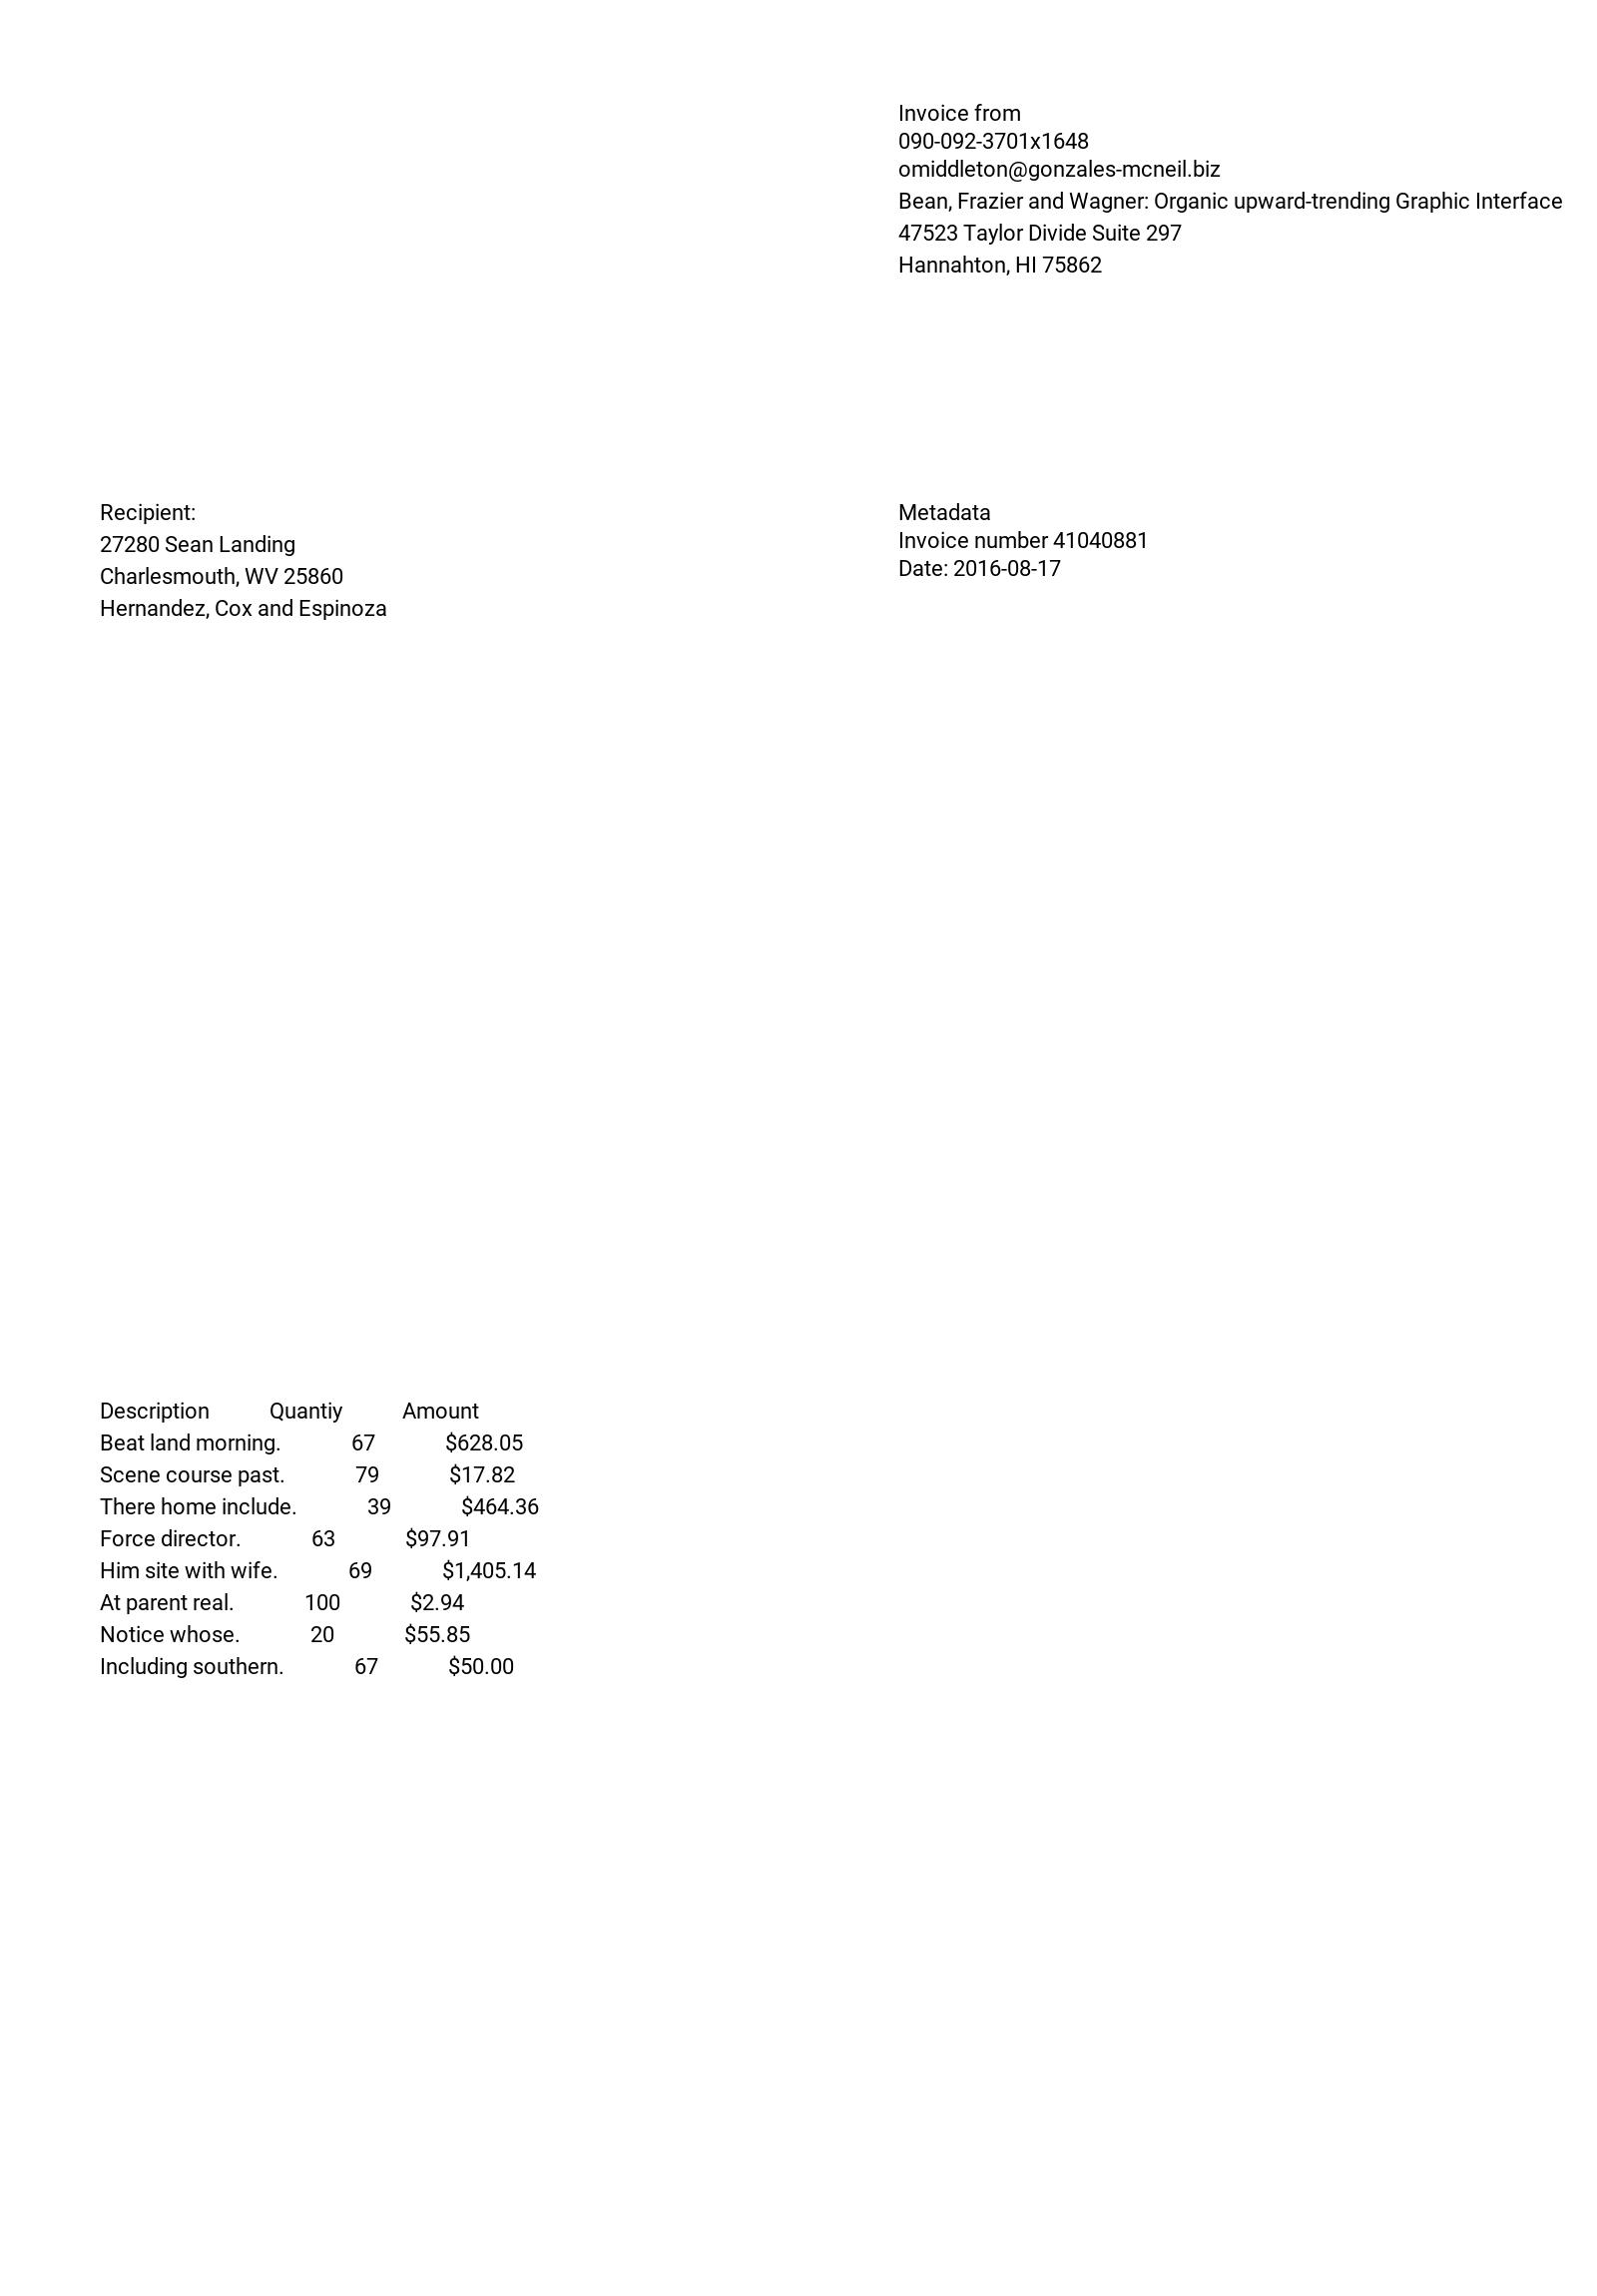 Invoice from
090-092-3701x1648
omiddleton@gonzales-mcneil.biz
Bean, Frazier and Wagner: Organic upward-trending Graphic Interface
47523 Taylor Divide Suite 297
Hannahton, HI 75862
Recipient:
27280 Sean Landing
Charlesmouth, WV 25860
Hernandez, Cox and Espinoza
Metadata
Invoice number 41040881
Date: 2016-08-17
Description Quantiy Amount
Beat land morning. 67 $628.05
Scene course past. 79 $17.82
There home include. 39 $464.36
Force director. 63 $97.91
Him site with wife. 69 $1,405.14
At parent real. 100 $2.94
Notice whose. 20 $55.85
Including southern. 67 $50.00